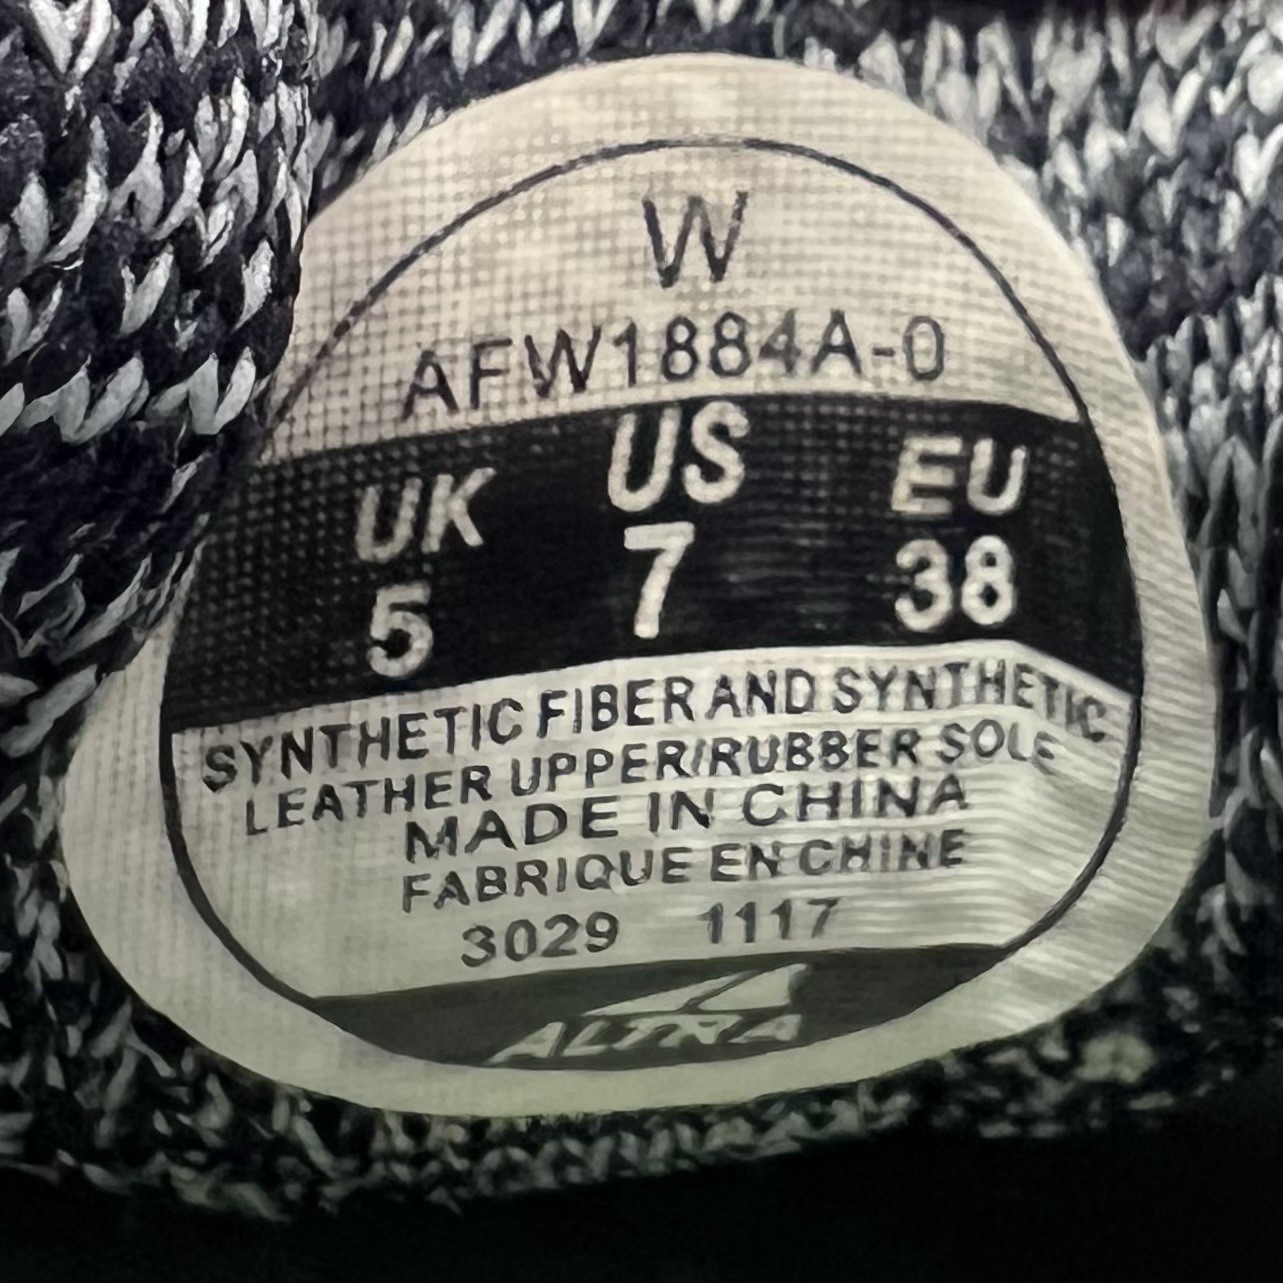 W
AFW1884A-0
UK US EU
5 7 38
SYNTHETIC FIBER AND SYNTHETIC
LEATHER UPPER/RUBBER SOLE
MADE IN CHINA
FABRIQUE EN CHINE
3029 1117
ALTRA